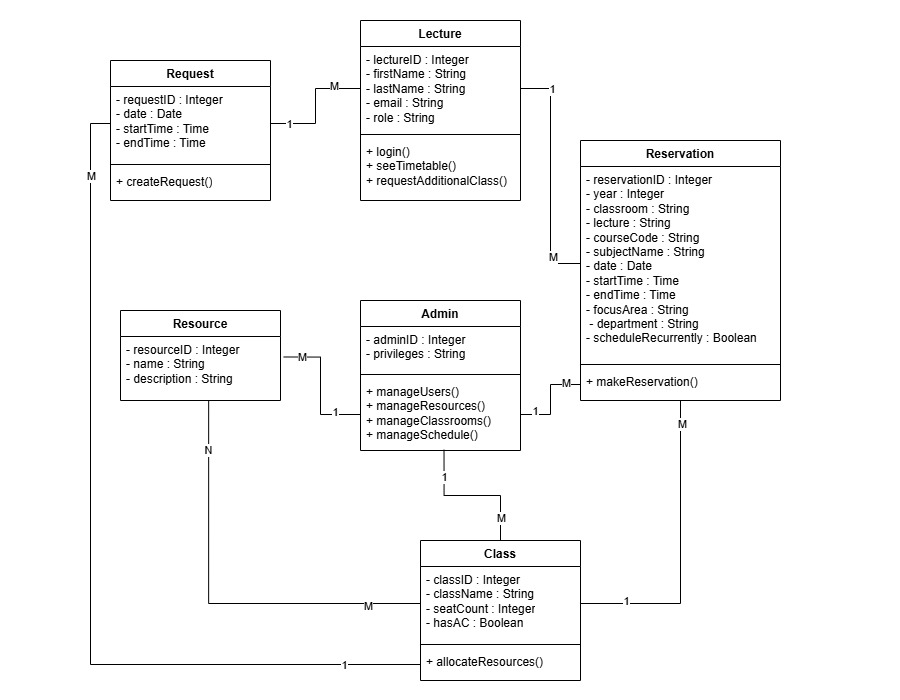 Lecture
- lectureID : Integer
- firstName : String
- lastName : String
- email : String
- role : String
+ login()
+ seeTimetable()
+ requestAdditionalClass()
Request
- requestID : Integer
- date : Date
- startTime : Time
- endTime : Time
+ createRequest()
M
1
1
M
M
Reservation
- reservationID : Integer
- year : Integer
- classroom : String
- lecture : String
- courseCode : String
- subjectName : String
- date : Date
- startTime : Time
- endTime : Time
- focusArea : String
- department : String
- scheduleRecurrently : Boolean
+ makeReservation()
Resource
- resourceID : Integer
- name : String
- description : String
Admin
- adminID : Integer
- privileges : String
+ manageUsers()
+ manageResources()
+ manageClassrooms()
+ manageSchedule()
M
1
1
M
M
N
1
M
Class
- classID : Integer
- className : String
- seatCount : Integer
- hasAC : Boolean
+ allocateResources()
M
1
1